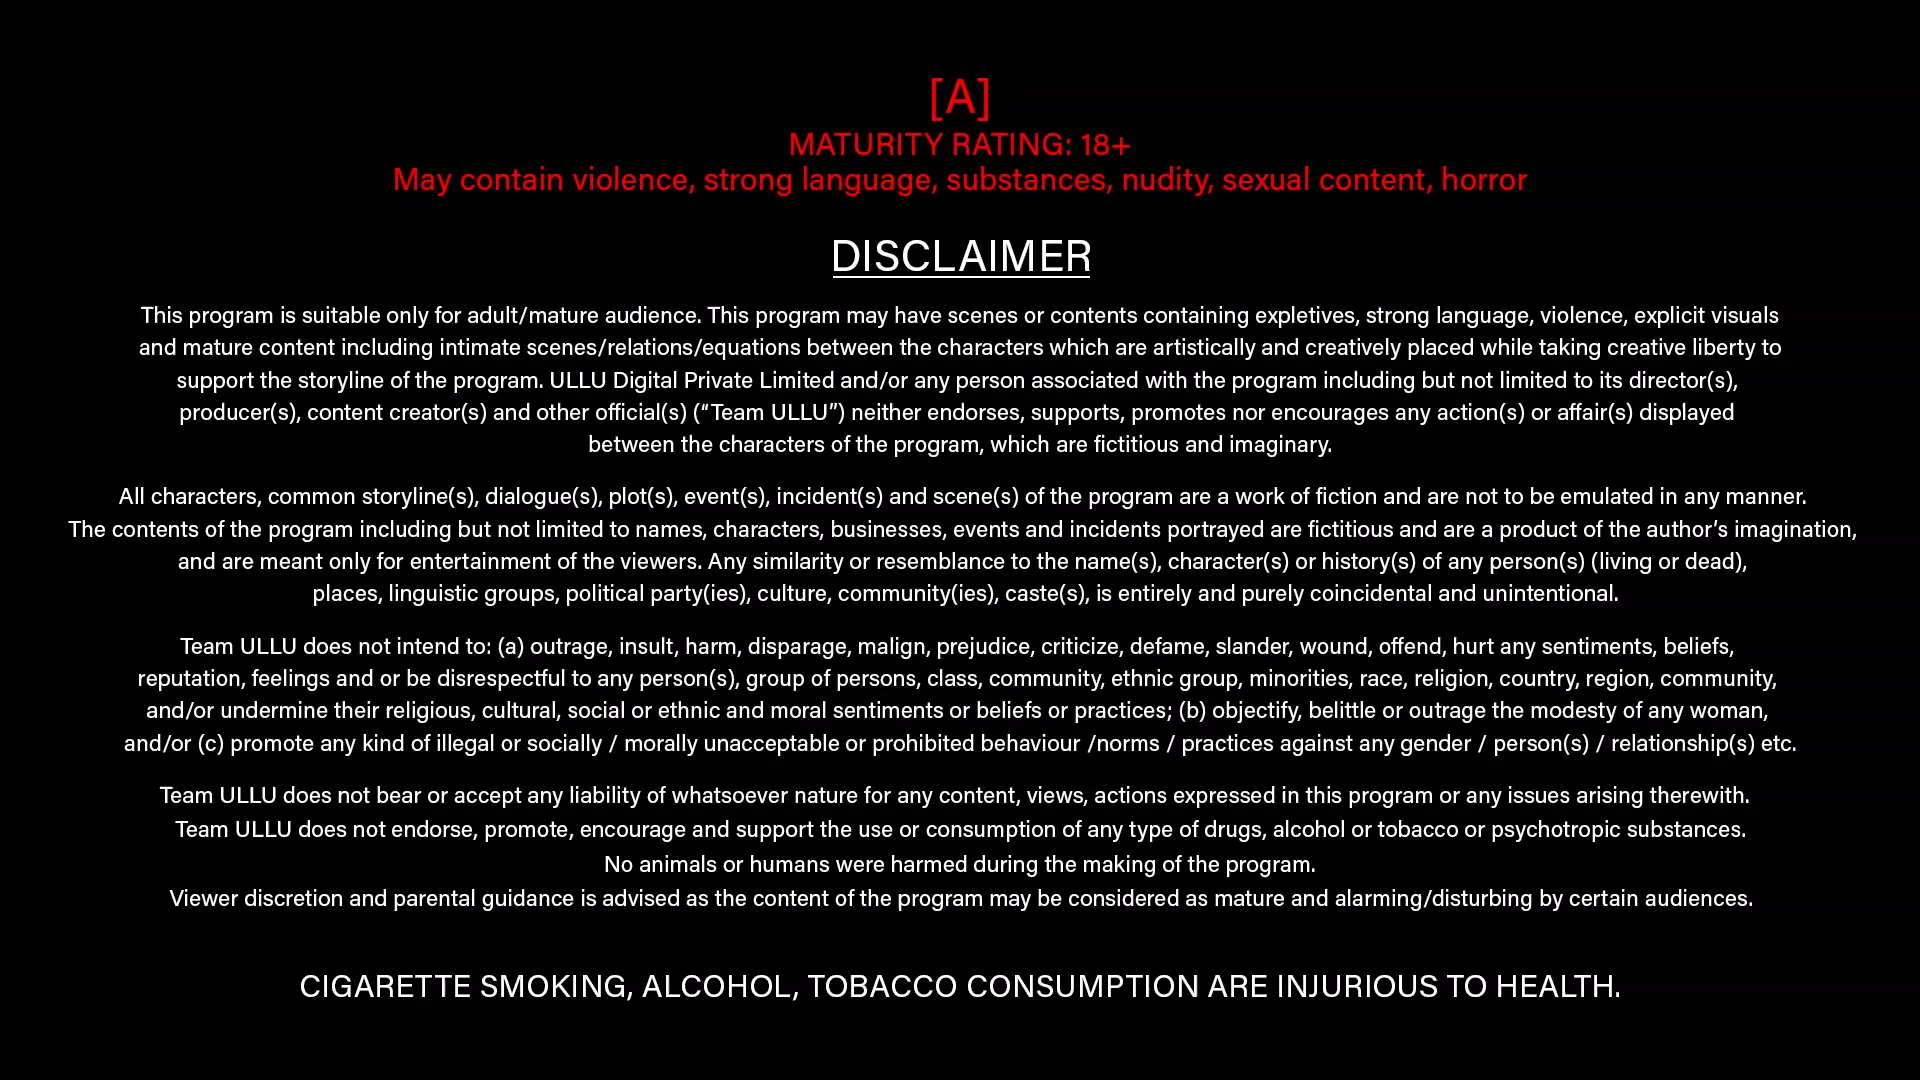 [A]
MATURITY RATING: 18+
May contain violence, strong language, substances, nudity, sexual content, horror
DISCLAIMER
This program is suitable only for adult/mature audience. This program may have scenes or contents containing expletives, strong language, violence, explicit visuals
and mature content including intimate scenes/relations/equations between the characters which are artistically and creatively placed while taking creative liberty to
support the storyline of the program. ULLU Digital Private Limited and/or any person associated with the program including but not limited to its director(s),
producer(s), content creator(s) and other official(s) (“Team ULLU”) neither endorses, supports, promotes nor encourages any action(s) or affair(s) displayed
between the characters of the program, which are fictitious and imaginary.
All characters, common storyline(s), dialogue(s), plot(s), event(s), incident(s) and scene(s) of the program are a work of fiction and are not to be emulated in any manner.
The contents of the program including but not limited to names, characters, businesses, events and incidents portrayed are fictitious and are a product of the author’s imagination,
and are meant only for entertainment of the viewers. Any similarity or resemblance to the name(s), character(s) or history(s) of any person(s) (living or dead),
places, linguistic groups, political party(ies), culture, community(ies), caste(s), is entirely and purely coincidental and unintentional.
Team ULLU does not intend to: (a) outrage, insult, harm, disparage, malign, prejudice, criticize, defame, slander, wound, offend, hurt any sentiments, beliefs,
reputation, feelings and or be disrespectful to any person(s), group of persons, class, community, ethnic group, minorities, race, religion, country, region, community,
and/or undermine their religious, cultural, social or ethnic and moral sentiments or beliefs or practices; (b) objectify, belittle or outrage the modesty of any woman,
and/or (c) promote any kind of illegal or socially / morally unacceptable or prohibited behaviour /norms / practices against any gender / person(s) / relationship(s) etc.
Team ULLU does not bear or accept any liability of whatsoever nature for any content, views, actions expressed in this program or any issues arising therewith.
Team ULLU does not endorse, promote, encourage and support the use or consumption of any type of drugs, alcohol or tobacco or psychotropic substances.
No animals or humans were harmed during the making of the program.
Viewer discretion and parental guidance is advised as the content of the program may be considered as mature and alarming/disturbing by certain audiences.
CIGARETTE SMOKING, ALCOHOL, TOBACCO CONSUMPTION ARE INJURIOUS TO HEALTH.